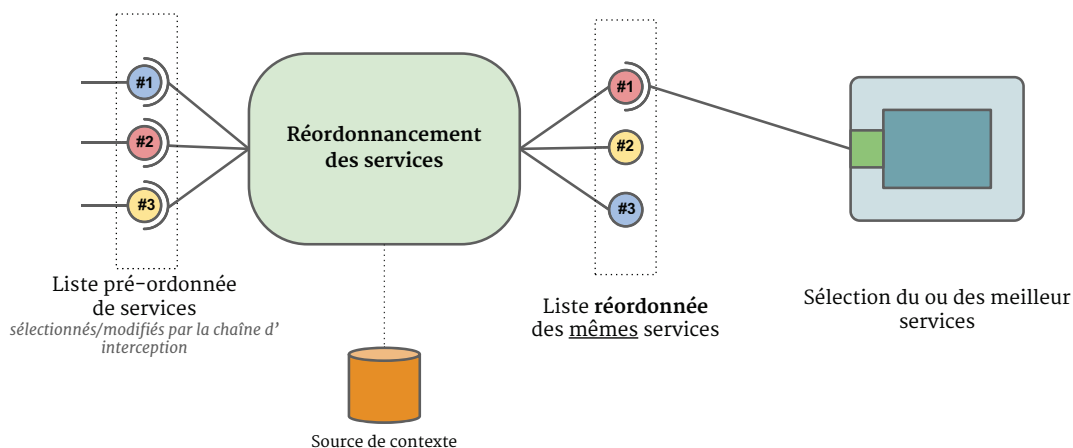 #1
#2
#3
Réordonnancement
des services
#1
#2
#3
Liste pré-ordonnée
de services
sélectionnés/modifiés par la chaîne d'
interception
Liste réordonnée
des mêmes services
Sélection du ou des meilleur
services
Source de contexte